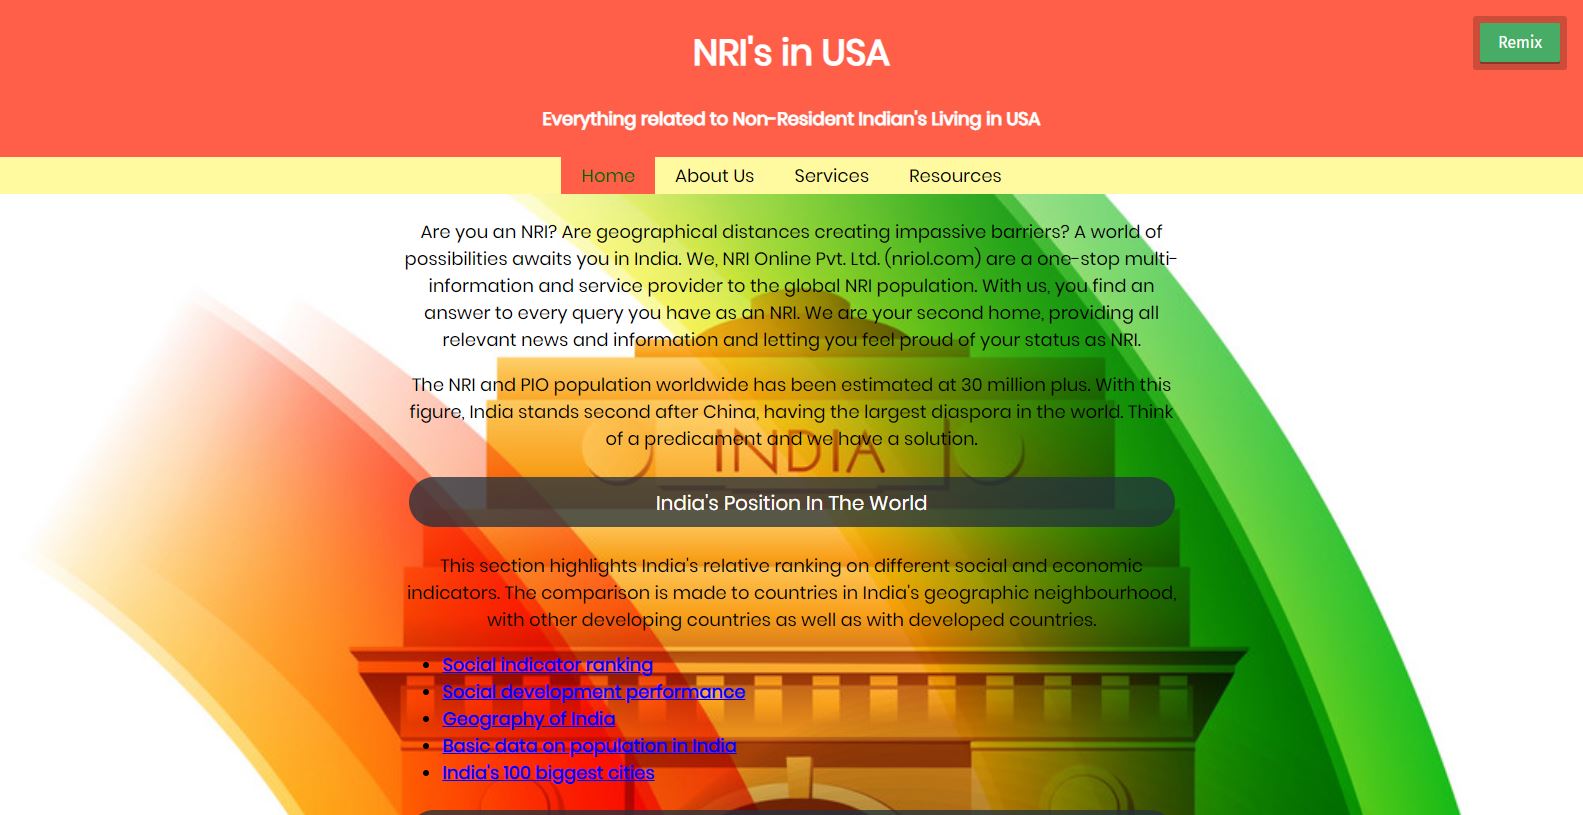 NRI's in USA
Remix
Everything related to Non-Resident Indian's Living in USA
Home About Us Services Resources
Are you an NRI? Are geographical distances creating impassive barriers? A world of
possibilities awaits you in India. We, NRI Online Pvt. Ltd. (nriol.com) are a one-stop multi-
information and service provider to the global NRI population. With us, you find an
answer to every query you have as an NRI. We are your second home, providing all
relevant news and information and letting you feel proud of your status as NRI.
The NRI and PIO population worldwide has been estimated at 30 million plus. With this
figure, India stands second after China, having the largest diaspora in the world. Think
of a predicament and we have a solution.
INDIA
India's Position In The World
This section highlights India's relative ranking on different social and economic
indicators. The comparison is made to countries in India's geographic neighbourhood,
with other developing countries as well as with developed countries.
Social indicator ranking
Social development performance
Geography of India
Basic data on population in India
India's 100 biggest cities